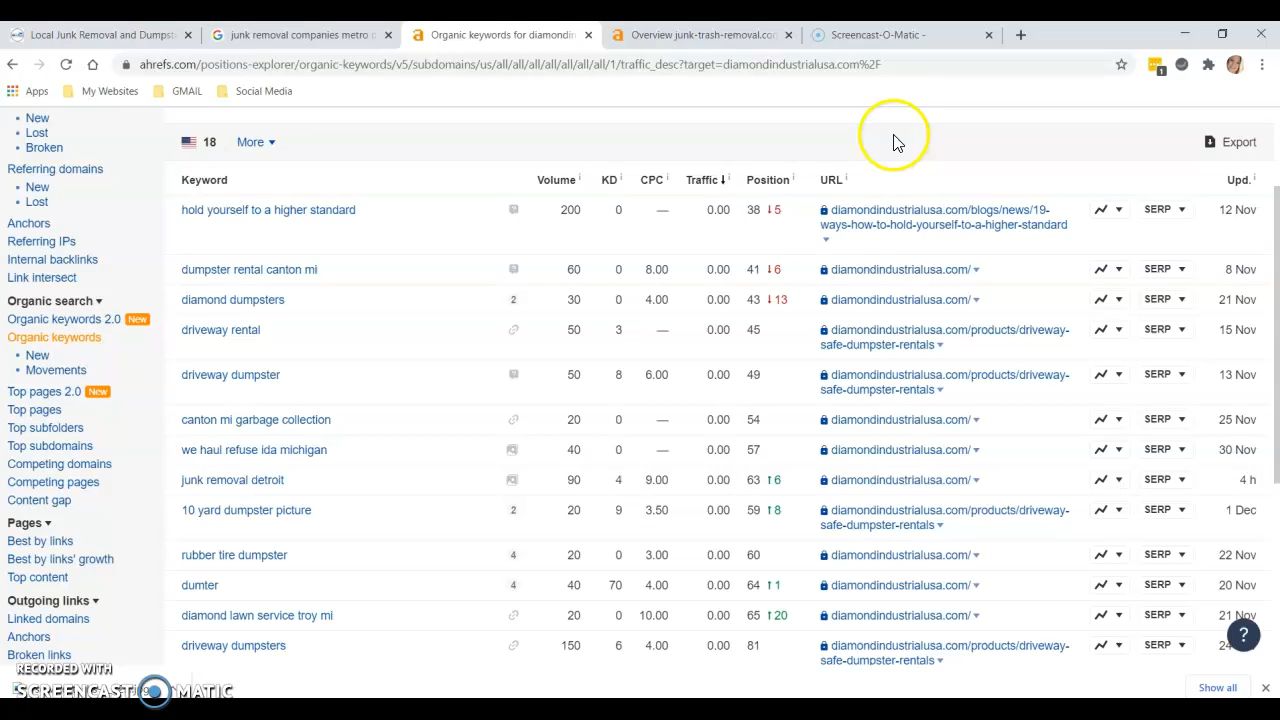 Local Junk Removal and Dumpst
junk removal companies metro
Organic keywords for diamondin
Overview junk-trash-removal.co
Screencast-O-Matic -
ahrefs.com/positions-explorer/organic-keywords/v5/subdomains/us/all/all/all/all/all/all/all/1/traffic_desc?target=diamondindustrialusa.com%2F
1
Apps My Websites GMAIL Social Media
New
Lost
Broken
Referring domains
New
Lost
Anchors
Referring IPs
Internal backlinks
Link intersect
Organic search
Organic keywords 2.0 New
Organic keywords
New
Movements
Top pages 2.0 New
Top pages
Top subfolders
Top subdomains
Competing domains
Competing pages
Content gap
Pages
Best by links
Best by links' growth
Top content
Outgoing links
Linked domains
Anchors
Broken links
18 More Export
Keyword Volume KD CPC Traffic Position URL Upd.
hold yourself to a higher standard 200 0 — 0.00 38 ↓5 diamondindustrialusa.com/blogs/news/19- SERP 12 Nov
ways-how-to-hold-yourself-to-a-higher-standard
dumpster rental canton mi 60 0 8.00 0.00 41 ↓6 diamondindustrialusa.com/ SERP 8 Nov
diamond dumpsters 2 30 0 4.00 0.00 43 ↓13 diamondindustrialusa.com/ SERP 21 Nov
driveway rental 50 3 — 0.00 45 diamondindustrialusa.com/products/driveway- SERP 15 Nov
safe-dumpster-rentals
driveway dumpster 50 8 6.00 0.00 49 diamondindustrialusa.com/products/driveway- SERP 13 Nov
safe-dumpster-rentals
canton mi garbage collection 20 0 — 0.00 54 diamondindustrialusa.com/ SERP 25 Nov
we haul refuse ida michigan 40 0 — 0.00 57 diamondindustrialusa.com/ SERP 30 Nov
junk removal detroit 90 4 9.00 0.00 63 ↑6 diamondindustrialusa.com/ SERP 4 h
10 yard dumpster picture 2 20 9 3.50 0.00 59 ↑8 diamondindustrialusa.com/products/driveway- SERP 1 Dec
safe-dumpster-rentals
rubber tire dumpster 4 20 0 3.00 0.00 60 diamondindustrialusa.com/ SERP 22 Nov
dumter 4 40 70 4.00 0.00 64 ↑1 diamondindustrialusa.com/ SERP 20 Nov
diamond lawn service troy mi 20 0 10.00 0.00 65 ↑20 diamondindustrialusa.com/ SERP 21 Nov
driveway dumpsters 150 6 4.00 0.00 81 diamondindustrialusa.com/products/driveway- SERP
safe-dumpster-rentals
?
RECORDED WITH
SCREENCAST-O-MATIC
Show all